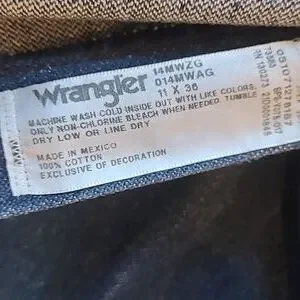 Wrangler
14MWZG
014MWAG
11 X 36
MACHINE WASH COLD INSIDE OUT WITH LIKE COLORS.
ONLY NON-CHLORINE BLEACH WHEN NEEDED. TUMBLE
DRY LOW OR LINE DRY
MADE IN MEXICO
100% COTTON
EXCLUSIVE OF DECORATION